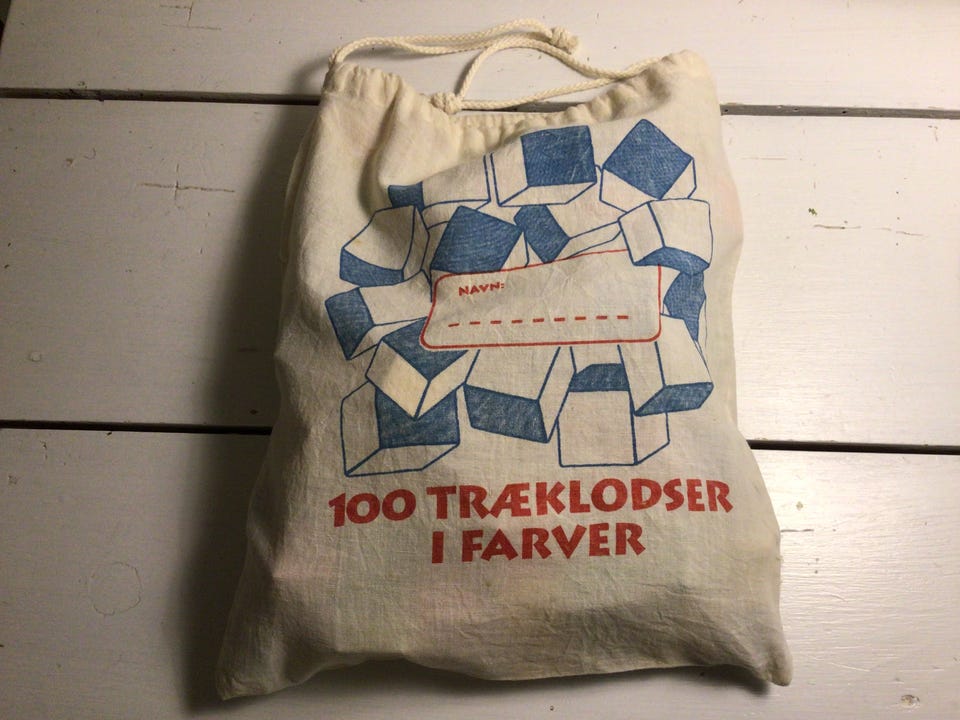 NAVN:
100 TRÆKLODSER
I FARVER